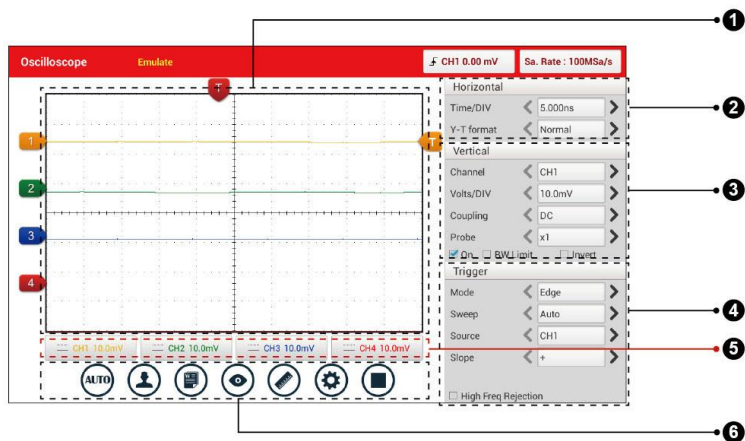 1
Oscilloscope Emulate CH1 0.00 mV Sa. Rate : 100MSa/s
T
Horizontal
Time/DIV 5.000ns
2
Y-T format Normal
1
T
Vertical
Channel CH1
3
2
Volts/DIV 10.0mV
Coupling DC
3
Probe x1
On BW Limit Invert
Trigger
4
Mode Edge
Sweep Auto
4
Source CH1
CH1 10.0mV CH2 10.0mV CH3 10.0mV CH4 10.0mV
5
Slope +
AUTO
High Freq Rejection
6